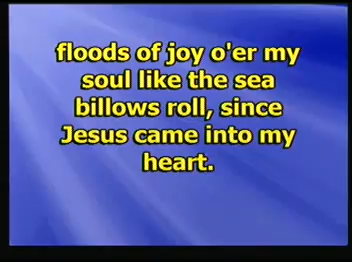 floods of joy o'er my
soul like the sea
billows roll, since
Jesus came into my
heart.